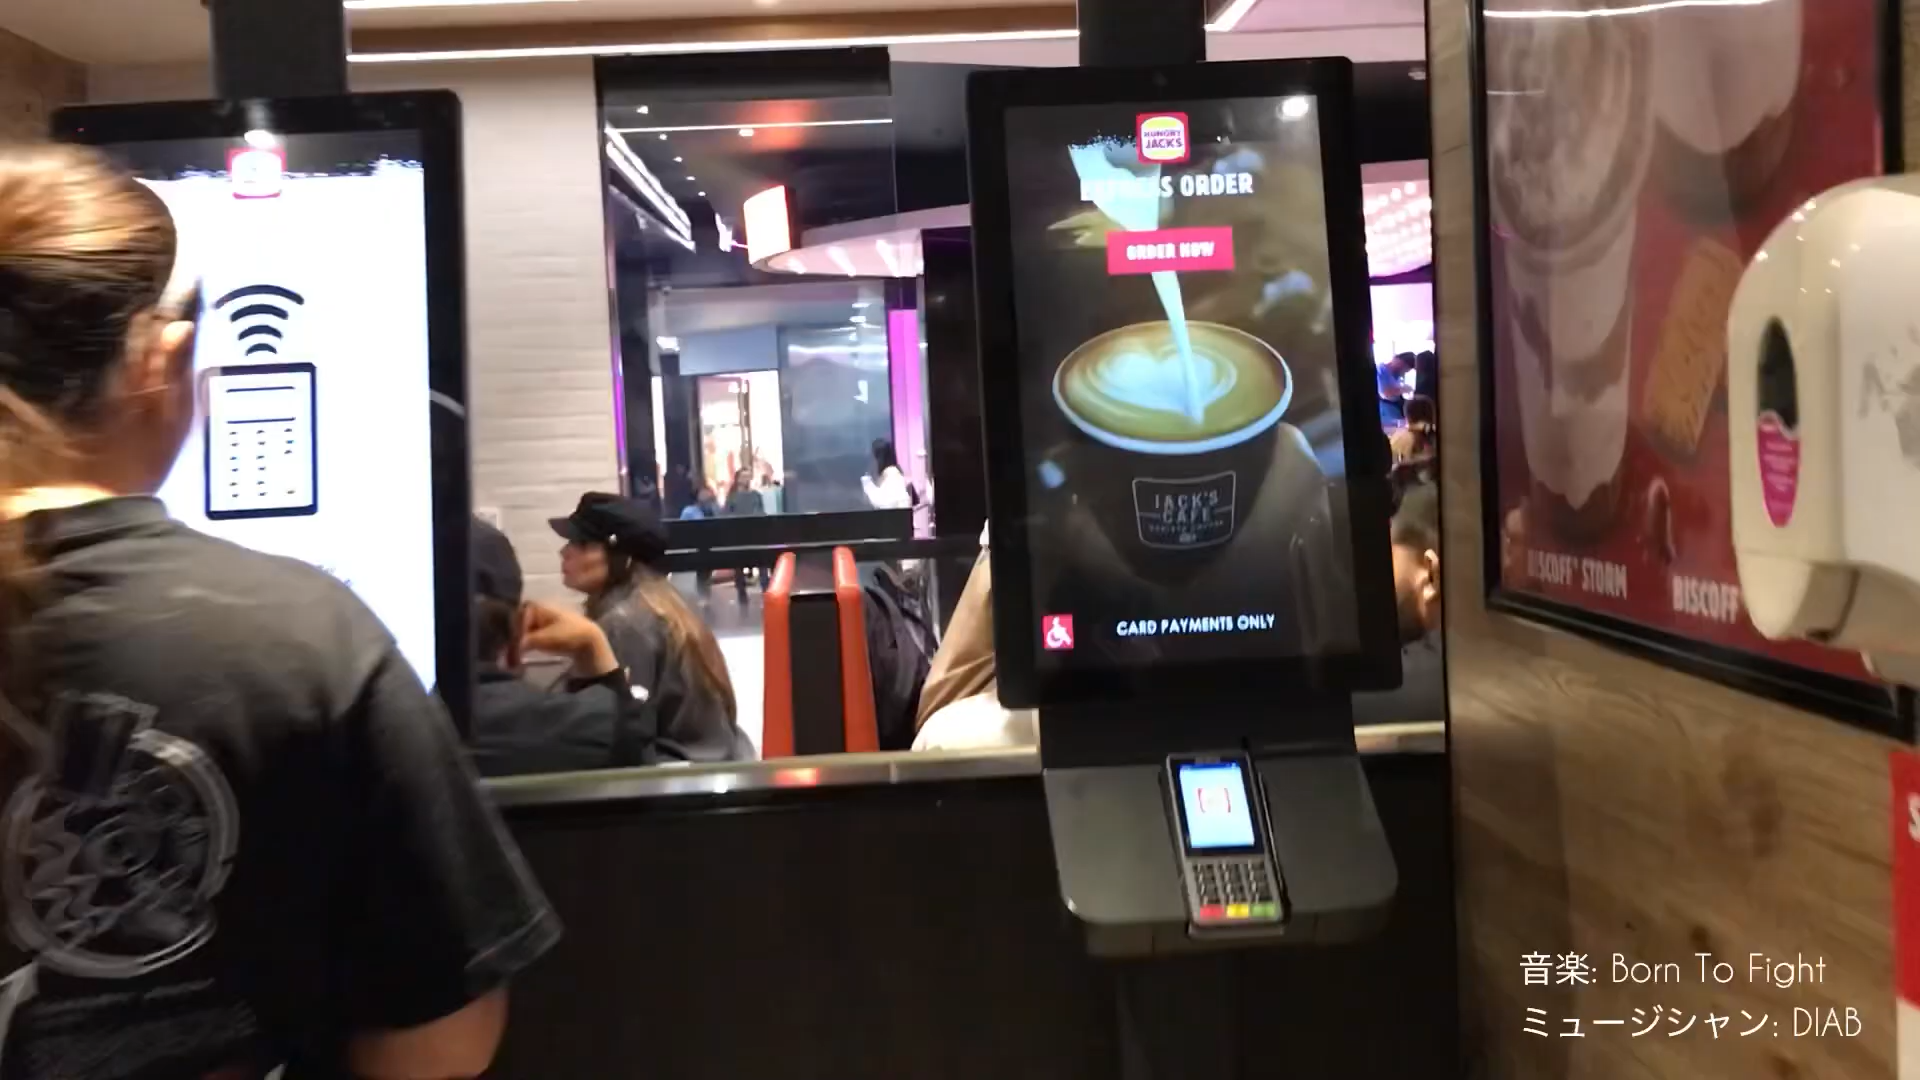 HUNGRY JACK'S
EXPRESS ORDER
ORDER NOW
JACK'S
CAFE
CARD PAYMENTS ONLY
BISCOFF STORM
BISCOFF
音楽: Born To Fight
ミュージシャン: DIAB